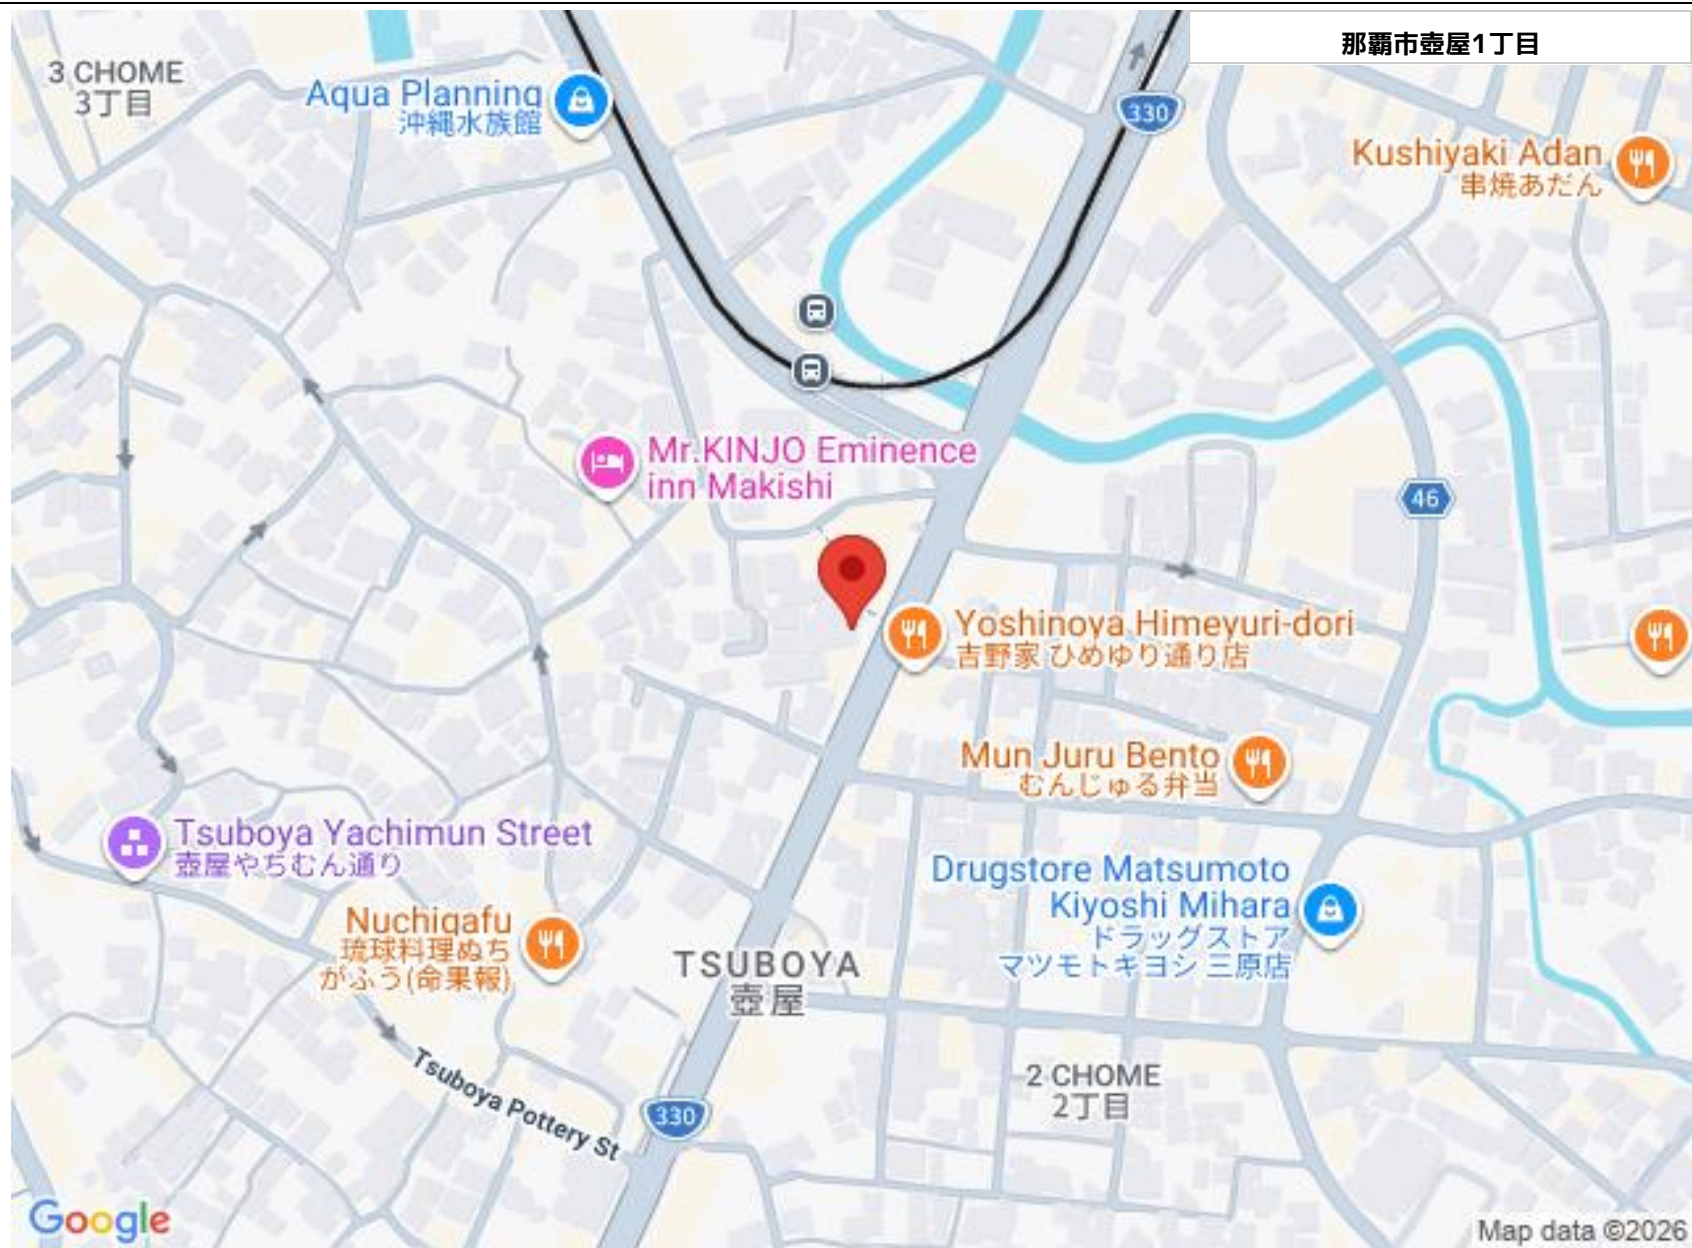 那覇市壺屋1丁目
3 CHOME
3丁目
Aqua Planning
沖縄水族館
330
Kushiyaki Adan
串焼あだん
Mr.KINJO Eminence
inn Makishi
46
Yoshinoya Himeyuri-dori
吉野家 ひめゆり通り店
Mun Juru Bento
むんじゅる弁当
Tsuboya Yachimun Street
壺屋やちむん通り
Drugstore Matsumoto
Kiyoshi Mihara
ドラッグストア
マツモトキヨシ 三原店
Nuchigafu
琉球料理ぬち
がふう(命果報)
TSUBOYA
壺屋
Tsuboya Pottery St
330
2 CHOME
2丁目
Google
Map data ©2026